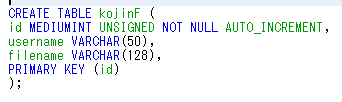 CREATE TABLE kojinF (
id MEDIUMINT UNSIGNED NOT NULL AUTO_INCREMENT,
username VARCHAR(50),
filename VARCHAR(128),
PRIMARY KEY (id)
);